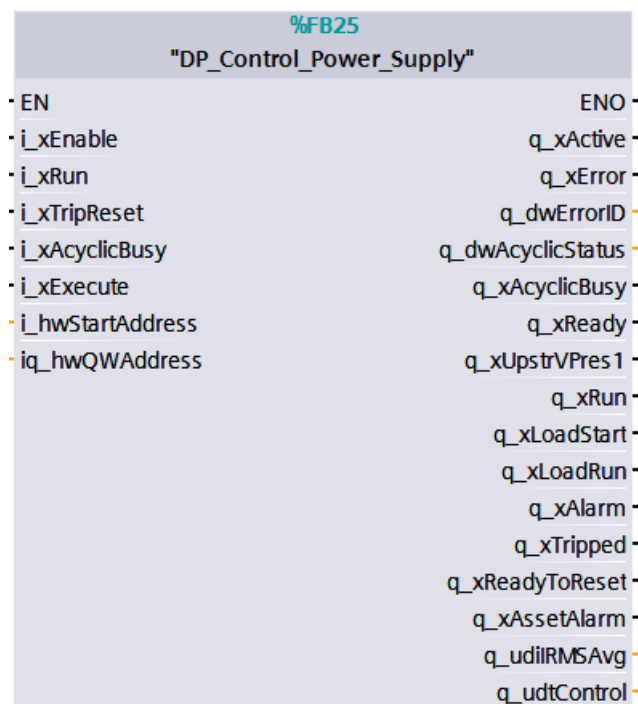 %FB25
"DP_Control_Power_Supply"
EN ENO
i_xEnable q_xActive
i_xRun q_xError
i_xTripReset q_dwErrorID
i_xAcyclicBusy q_dwAcyclicStatus
i_xExecute q_xAcyclicBusy
i_hwStartAddress q_xReady
iq_hwQWAddress q_xUpstrVPres1
q_xRun
q_xLoadStart
q_xLoadRun
q_xAlarm
q_xTripped
q_xReadyToReset
q_xAssetAlarm
q_udiIRMSAvg
q_udtControl